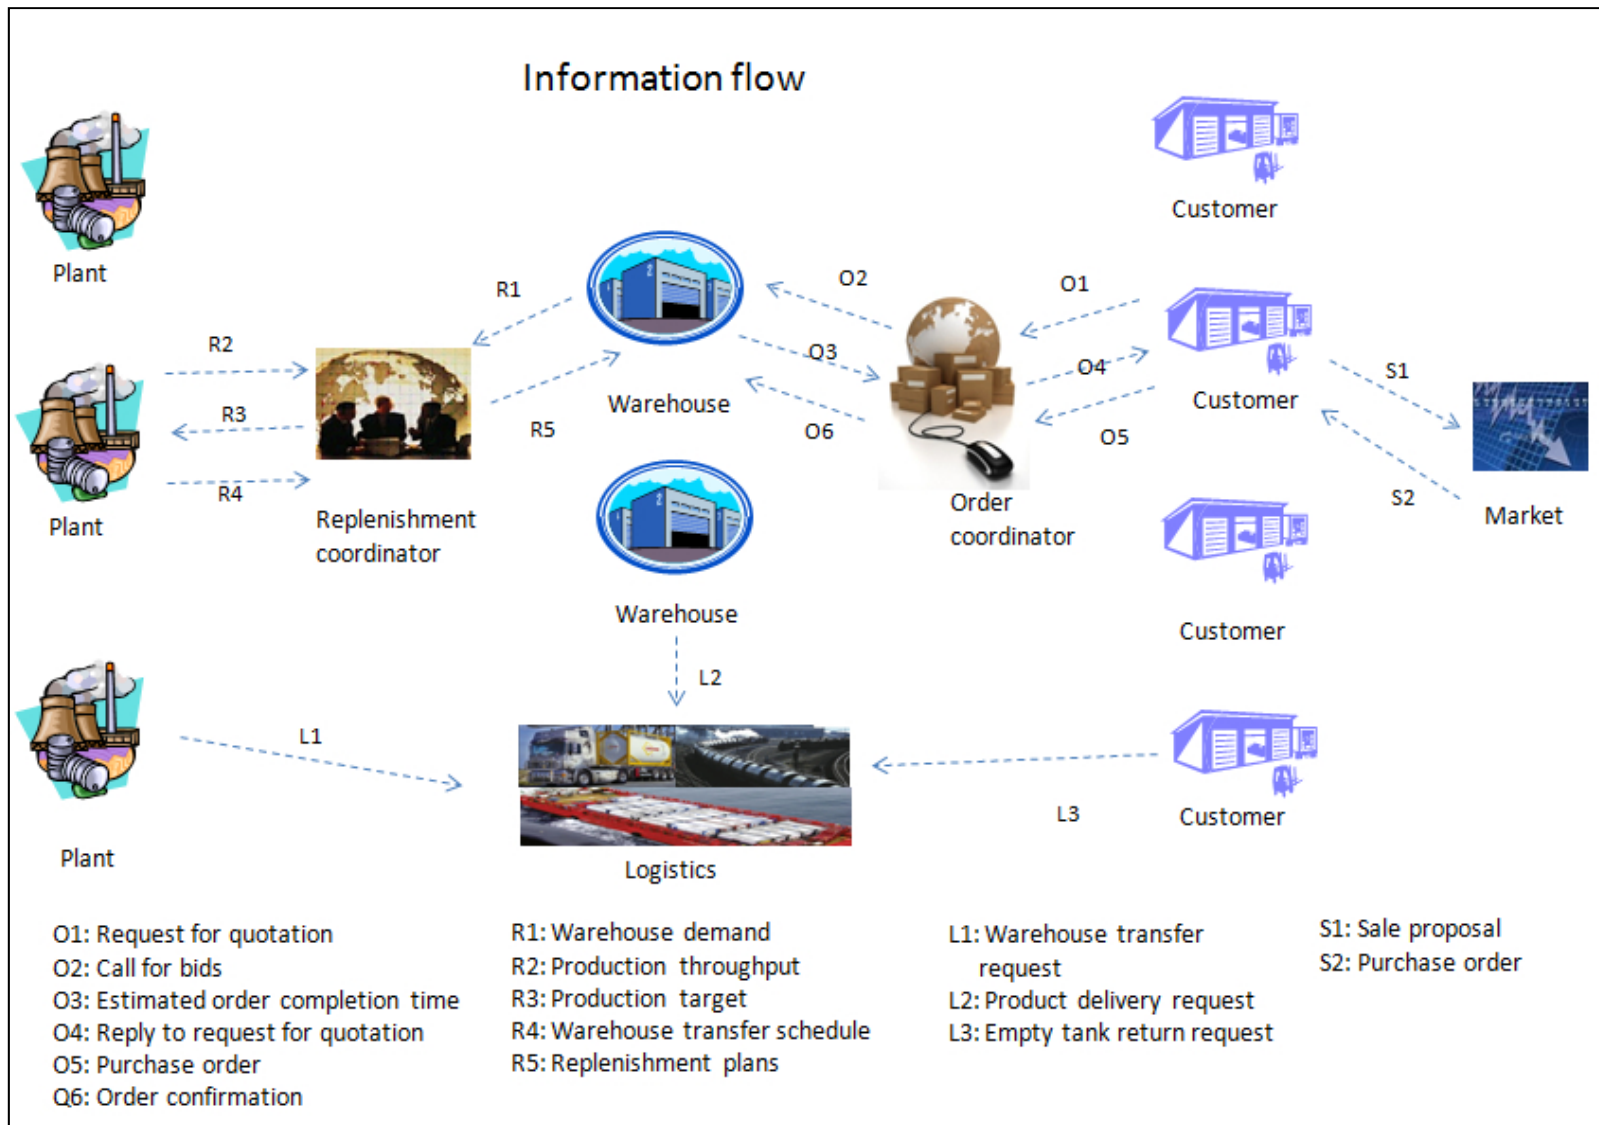 Information flow
Plant
Customer
R1
O2
O1
R2
O3
O4
S1
R3
Warehouse
Customer
R5
O6
O5
R4
S2
Plant
Replenishment
coordinator
Order
coordinator
Market
Warehouse
Customer
L2
L1
L3
Customer
Plant
Logistics
O1: Request for quotation
O2: Call for bids
O3: Estimated order completion time
O4: Reply to request for quotation
O5: Purchase order
Q6: Order confirmation
R1: Warehouse demand
R2: Production throughput
R3: Production target
R4: Warehouse transfer schedule
R5: Replenishment plans
L1: Warehouse transfer
request
L2: Product delivery request
L3: Empty tank return request
S1: Sale proposal
S2: Purchase order